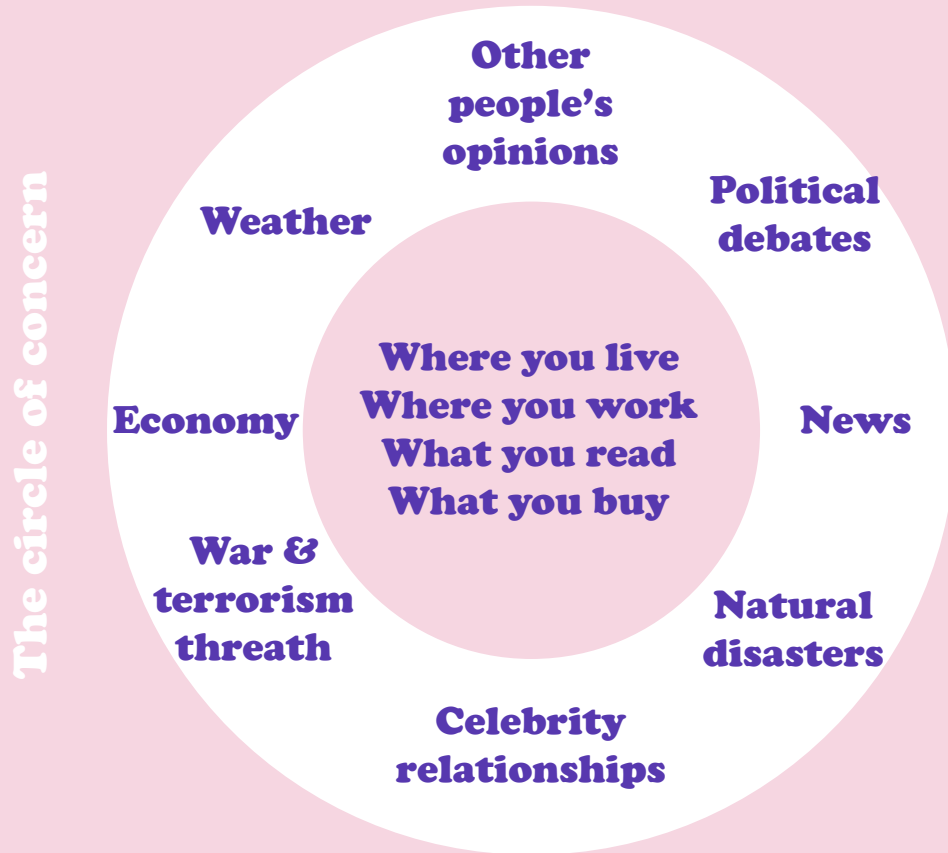 The circle of concern
Other
people’s
opinions
Political
debates
Weather
Where you live
Where you work
What you read
What you buy
Economy
News
War &
terrorism
threath
Natural
disasters
Celebrity
relationships